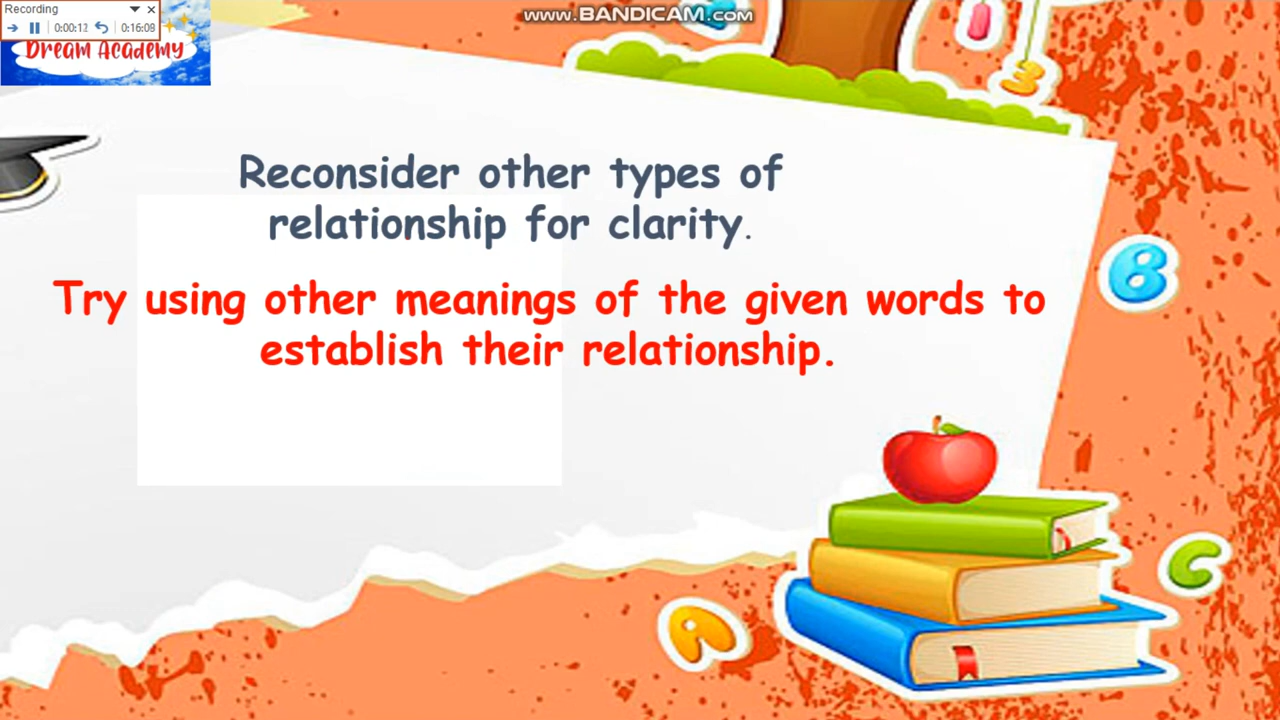 Recording
0:00:12 0:16:09
www.BANDICAM.com
Dream Academy
3
Reconsider other types of
relationship for clarity.
Try using other meanings of the given words to
establish their relationship.
B
C
A